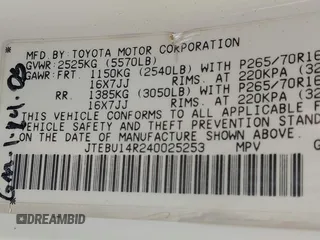 MFD BY: TOYOTA MOTOR CORPORATION
GVWR: 2525KG (5570LB)
GAWR: FRT. 1150KG (2540LB) WITH P265/70R16
16X7JJ RIMS. AT 220KPA (32
RR. 1385KG (3050LB) WITH P265/70R16
16X7JJ RIMS. AT 220KPA (32
THIS VEHICLE CONFORMS TO ALL APPLICABLE F
VEHICLE SAFETY AND THEFT PREVENTION STAND
ON THE DATE OF MANUFACTURE SHOWN ABOVE.
JTEBU14R240025253 MPV
DREAMBID